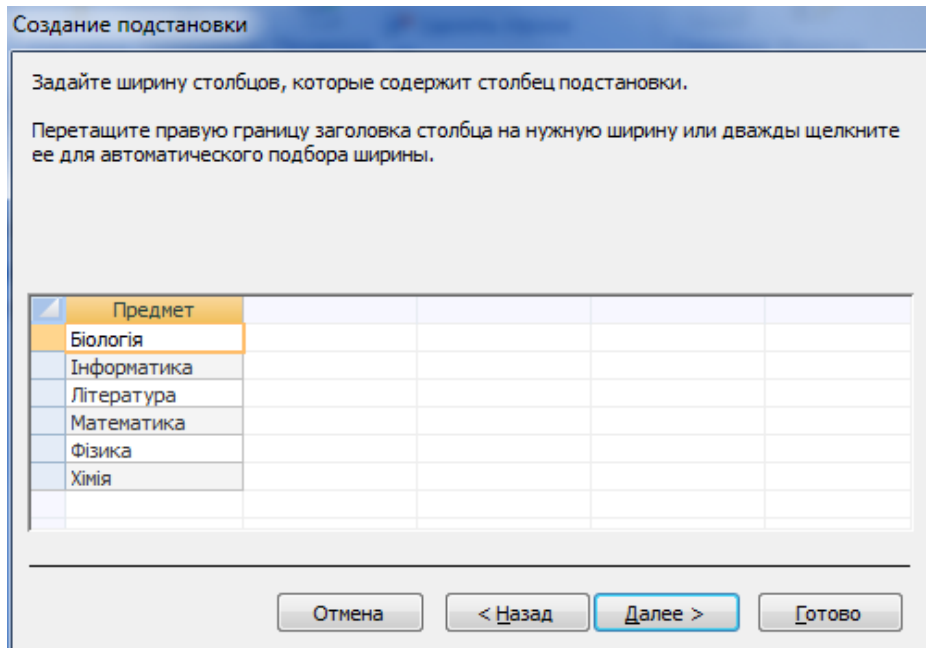 Создание подстановки
Задайте ширину столбцов, которые содержит столбец подстановки.
Перетащите правую границу заголовка столбца на нужную ширину или дважды щелкните
ее для автоматического подбора ширины.
Предмет
Біологія
Інформатика
Література
Математика
Фізика
Хімія
Отмена
< Назад
Далее >
Готово